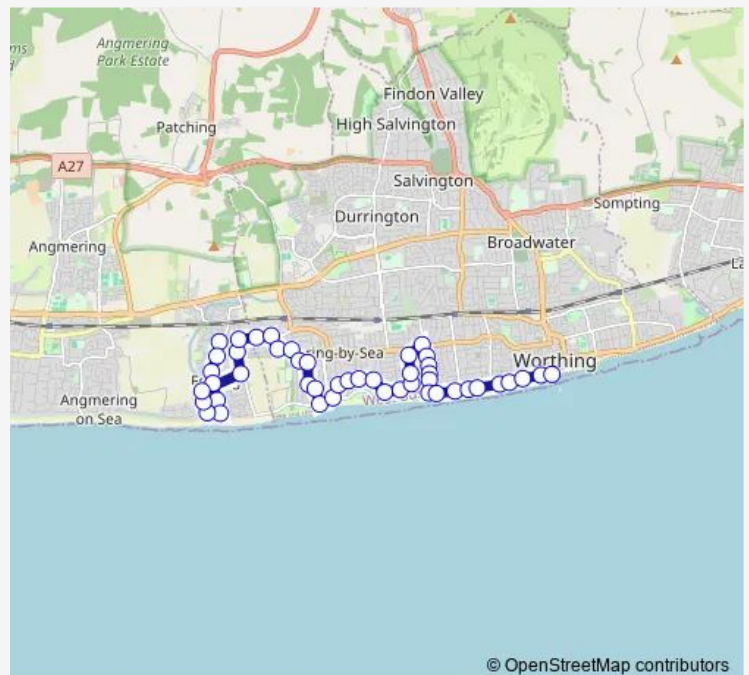 Angmering
Park Estate
Findon Valley
Patching
High Salvington
A27
Salvington
Durrington
Sompting
Angmering
Broadwater
ing-by-Sea
Worthing
Angmering
on Sea
© OpenStreetMap contributors